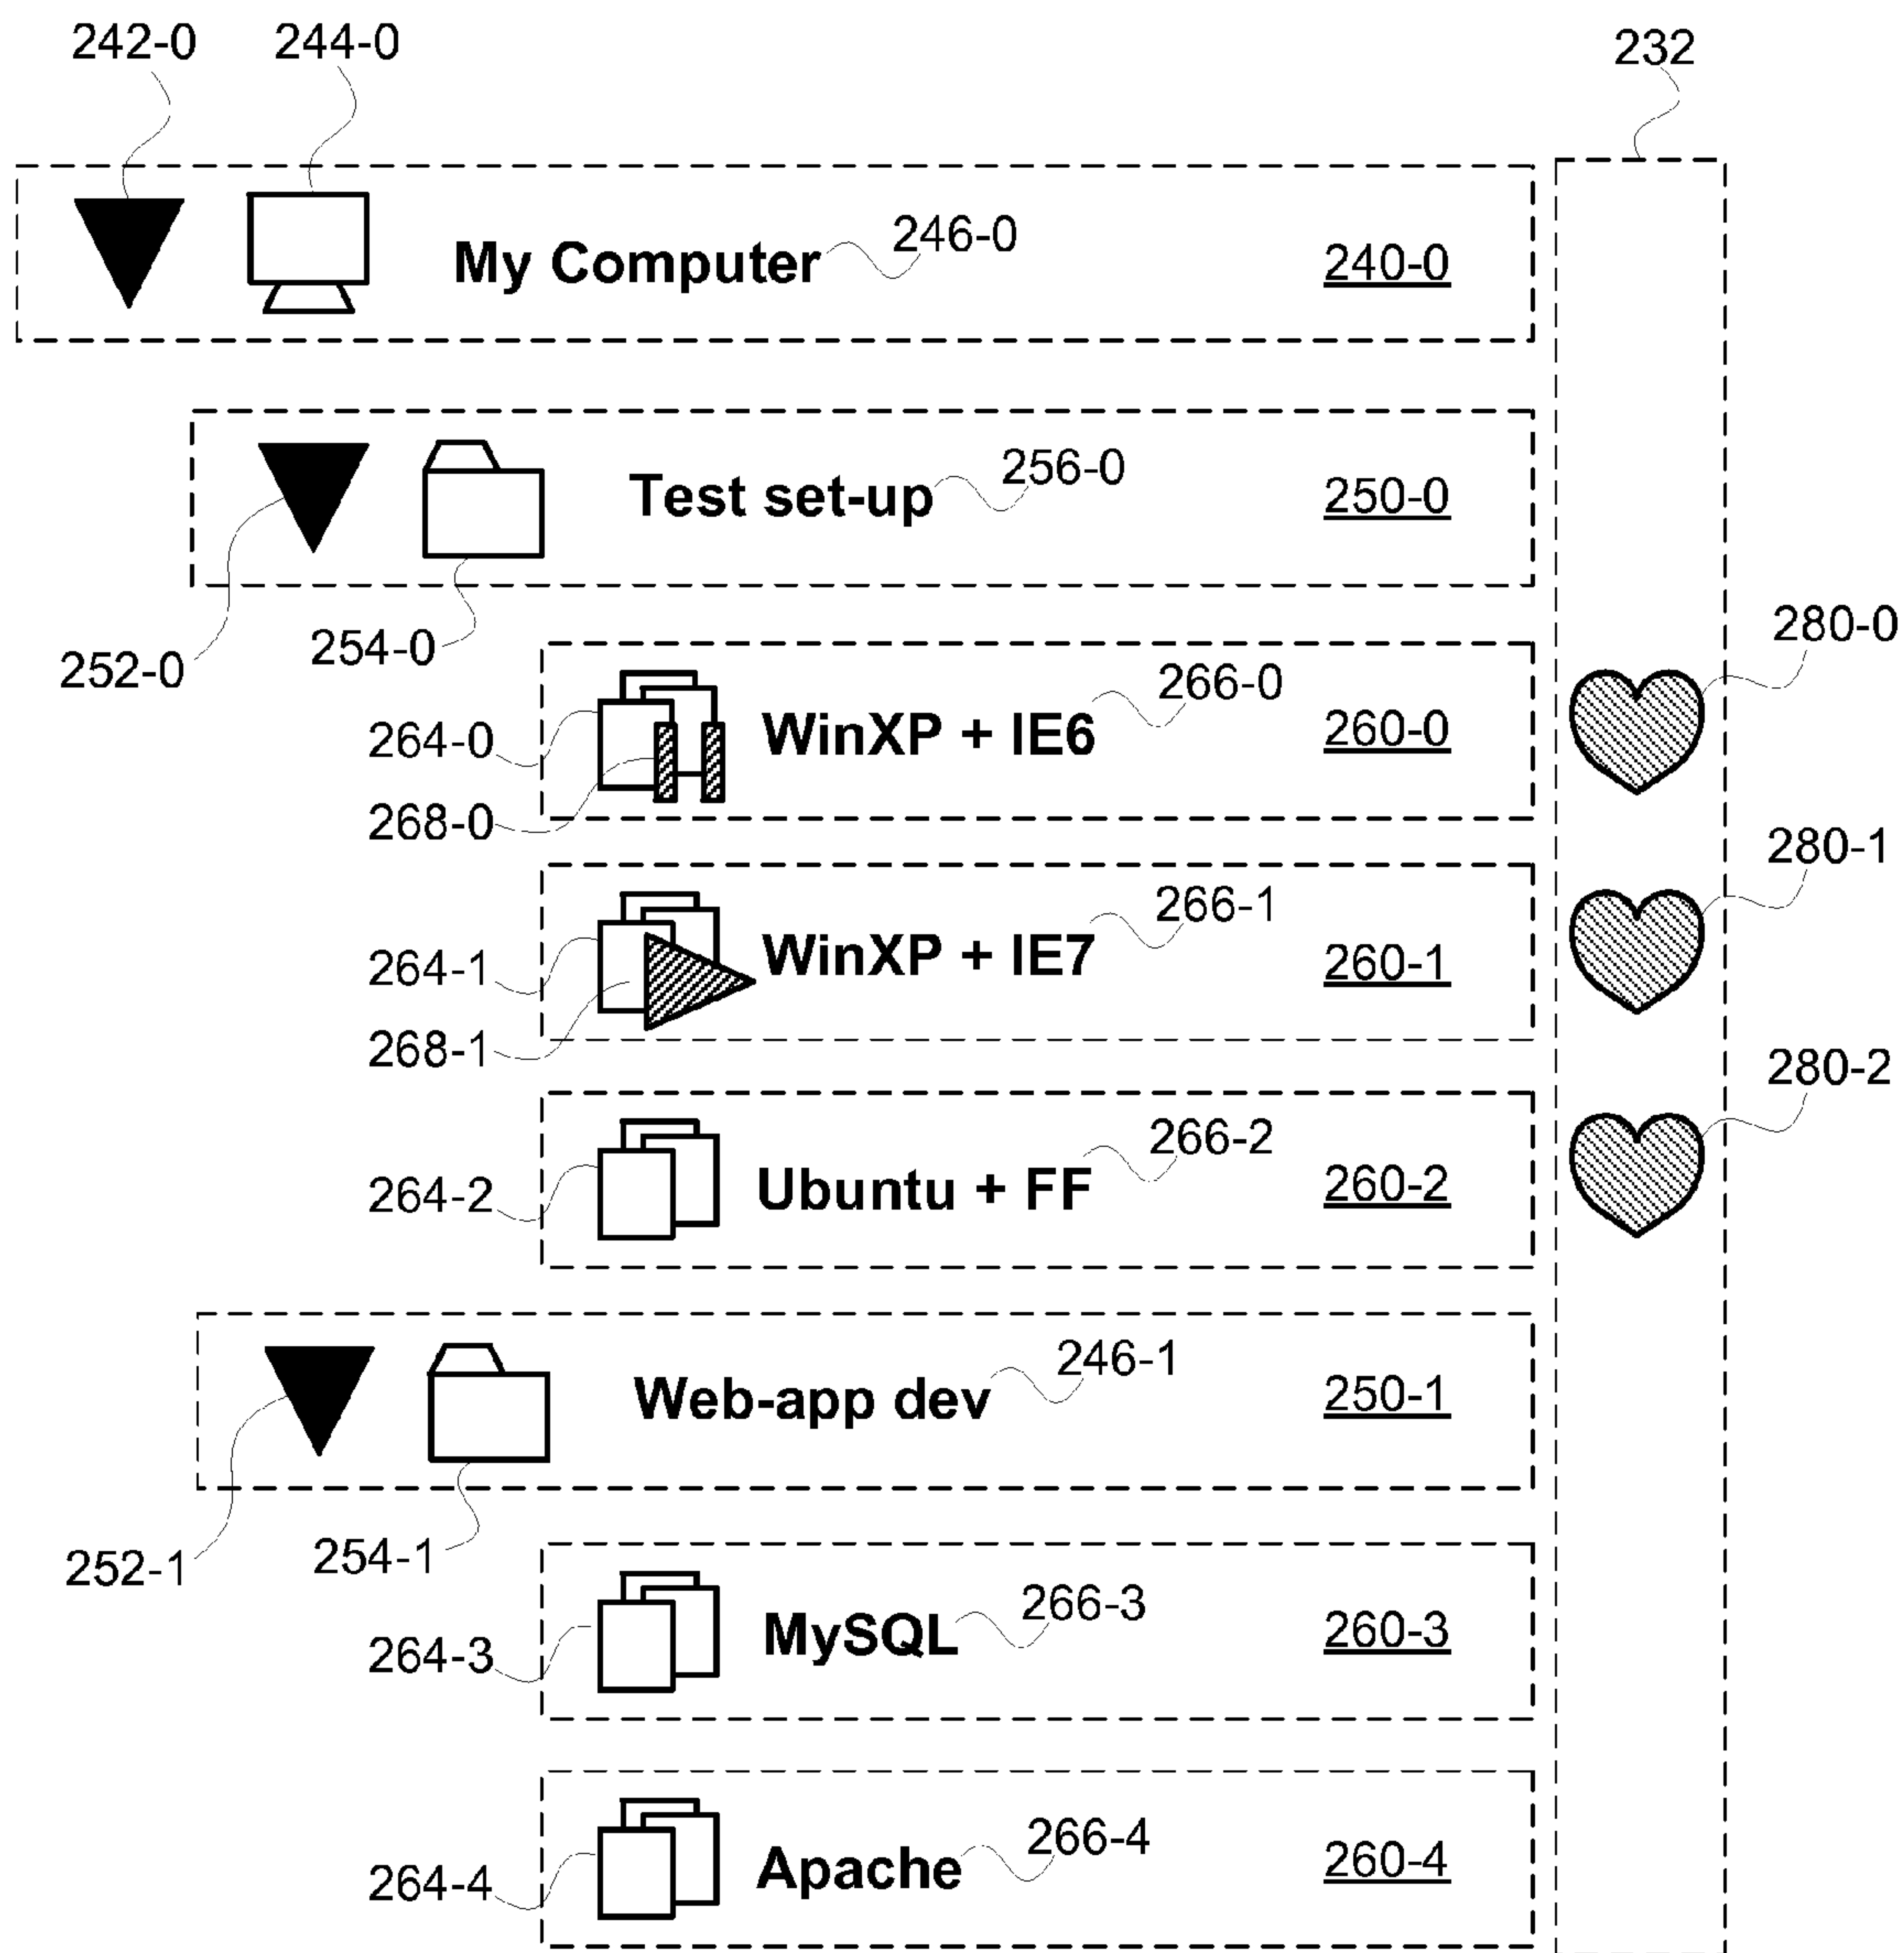 242-0 244-0 232
My Computer 246-0 240-0
Test set-up 256-0 250-0
252-0 254-0 280-0
264-0 WinXP + IE6 266-0 260-0
268-0 280-1
264-1 WinXP + IE7 266-1 260-1
268-1 280-2
264-2 Ubuntu + FF 266-2 260-2
Web-app dev 246-1 250-1
252-1 254-1
264-3 MySQL 266-3 260-3
264-4 Apache 266-4 260-4